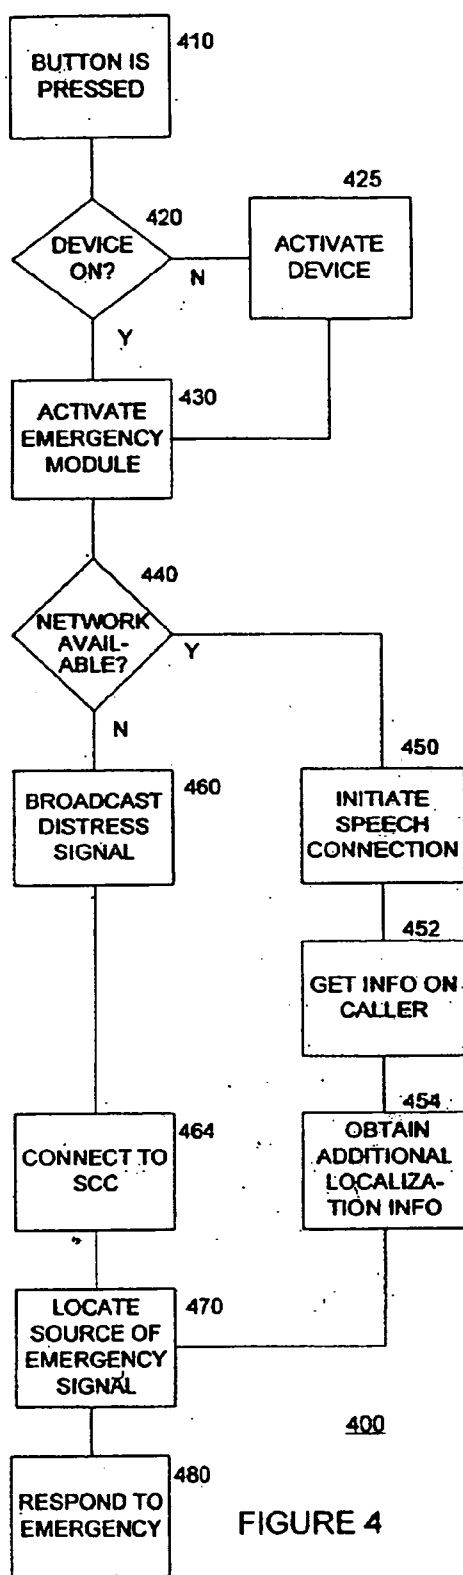 410
BUTTON IS
PRESSED
420
DEVICE
ON?
N
Y
425
ACTIVATE
DEVICE
430
ACTIVATE
EMERGENCY
MODULE
440
NETWORK
AVAIL-
ABLE?
Y
N
450
INITIATE
SPEECH
CONNECTION
460
BROADCAST
DISTRESS
SIGNAL
452
GET INFO ON
CALLER
454
OBTAIN
ADDITIONAL
LOCALIZA-
TION INFO
464
CONNECT TO
SCC
470
LOCATE
SOURCE OF
EMERGENCY
SIGNAL
400
480
RESPOND TO
EMERGENCY
FIGURE 4